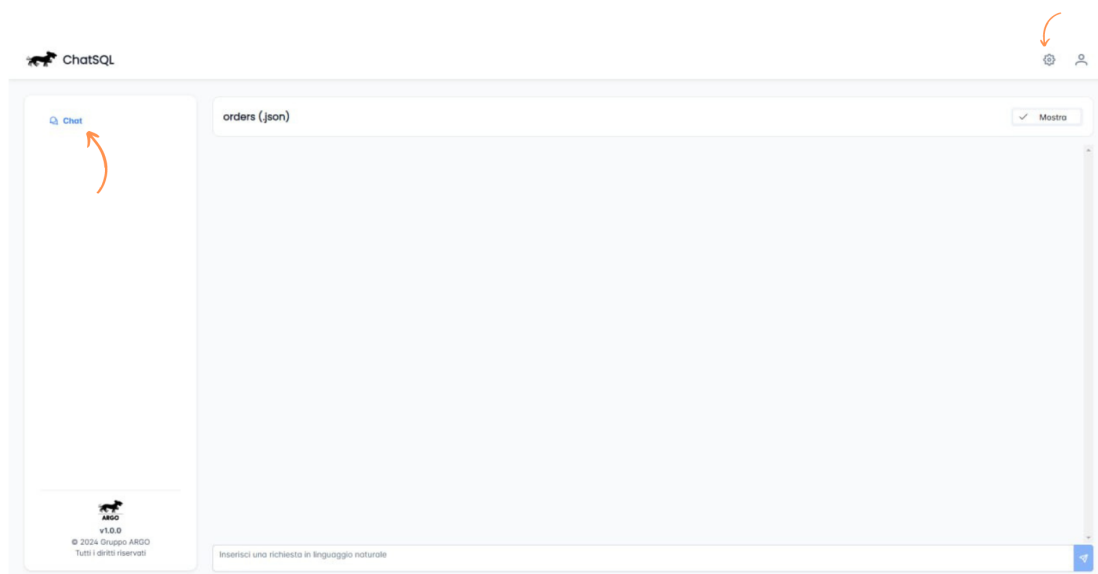 ChatSQL
Chat
orders (.json)
Mostra
ARGO
v1.0.0
© 2024 Gruppo ARGO
Tutti i diritti riservati
Inserisci una richiesta in linguaggio naturale